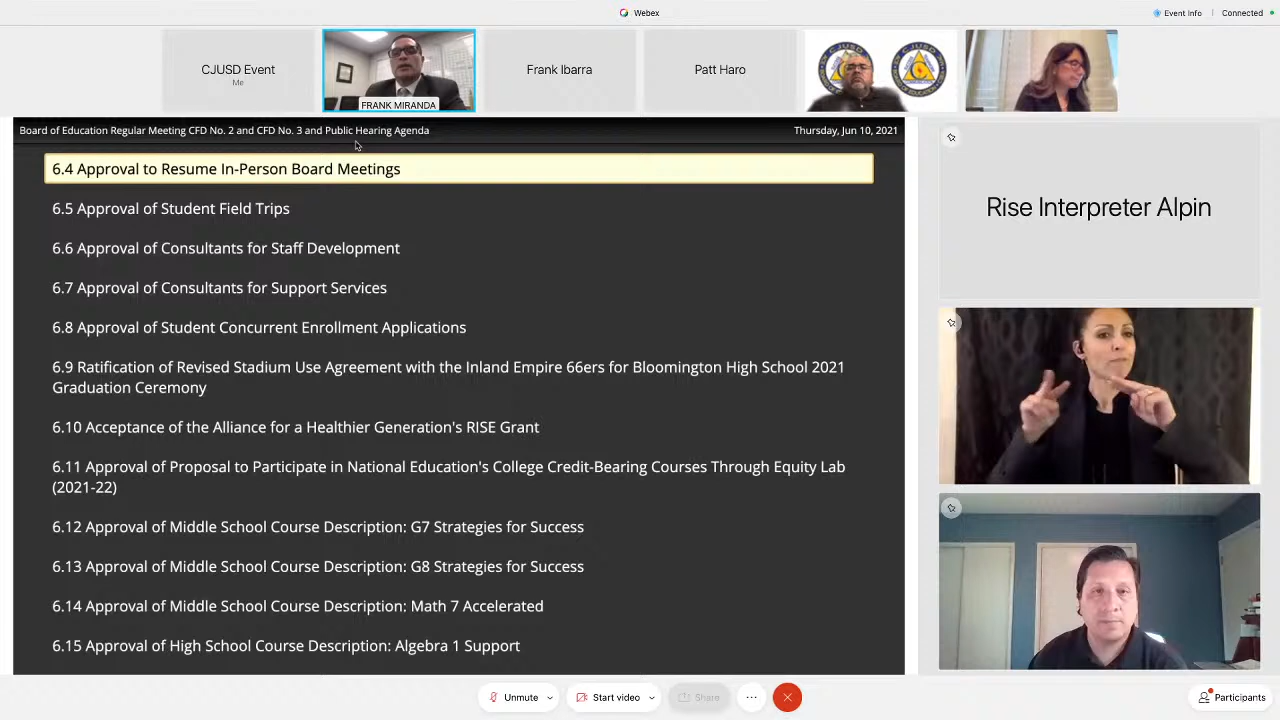 Webex
Event Info
Connected
CJUSD Event
Me
FRANK MIRANDA
Frank Ibarra
Patt Haro
CJUSD
Board of Education Regular Meeting CFD No. 2 and CFD No. 3 and Public Hearing Agenda
Thursday, Jun 10, 2021
6.4 Approval to Resume In-Person Board Meetings
6.5 Approval of Student Field Trips
6.6 Approval of Consultants for Staff Development
6.7 Approval of Consultants for Support Services
6.8 Approval of Student Concurrent Enrollment Applications
6.9 Ratification of Revised Stadium Use Agreement with the Inland Empire 66ers for Bloomington High School 2021
Graduation Ceremony
6.10 Acceptance of the Alliance for a Healthier Generation's RISE Grant
6.11 Approval of Proposal to Participate in National Education's College Credit-Bearing Courses Through Equity Lab
(2021-22)
6.12 Approval of Middle School Course Description: G7 Strategies for Success
6.13 Approval of Middle School Course Description: G8 Strategies for Success
6.14 Approval of Middle School Course Description: Math 7 Accelerated
6.15 Approval of High School Course Description: Algebra 1 Support
Rise Interpreter Alpin
Unmute
Start video
Share
Participants